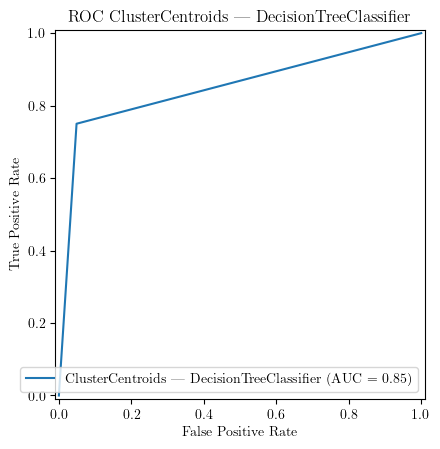 ROC ClusterCentroids — DecisionTreeClassifier
1.0
0.8
0.6
0.4
0.2
0.0
True Positive Rate
ClusterCentroids — DecisionTreeClassifier (AUC = 0.85)
0.0 0.2 0.4 0.6 0.8 1.0
False Positive Rate